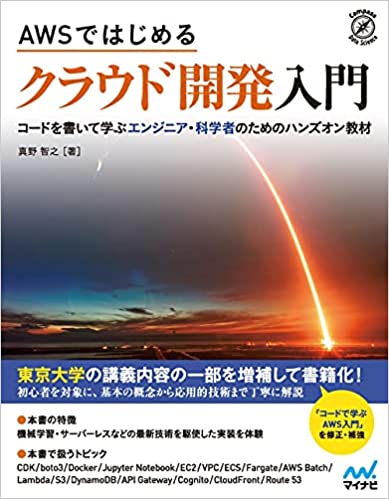 Compass
Data Science
AWSではじめる
クラウド開発入門
コードを書いて学ぶエンジニア・科学者のためのハンズオン教材
真野 智之[著]
マイナビ
東京大学の講義内容の一部を増補して書籍化!
初心者を対象に、基本の概念から応用的技術まで丁寧に解説
●本書の特徴
機械学習・サーバーレスなどの最新技術を駆使した実装を体験
『コードで学ぶ
AWS入門』
を修正・補強
●本書で扱うトピック
CDK/boto3/Docker/Jupyter Notebook/EC2/VPC/ECS/Fargate/AWS Batch/
Lambda/S3/DynamoDB/API Gateway/Cognito/CloudFront/Route 53